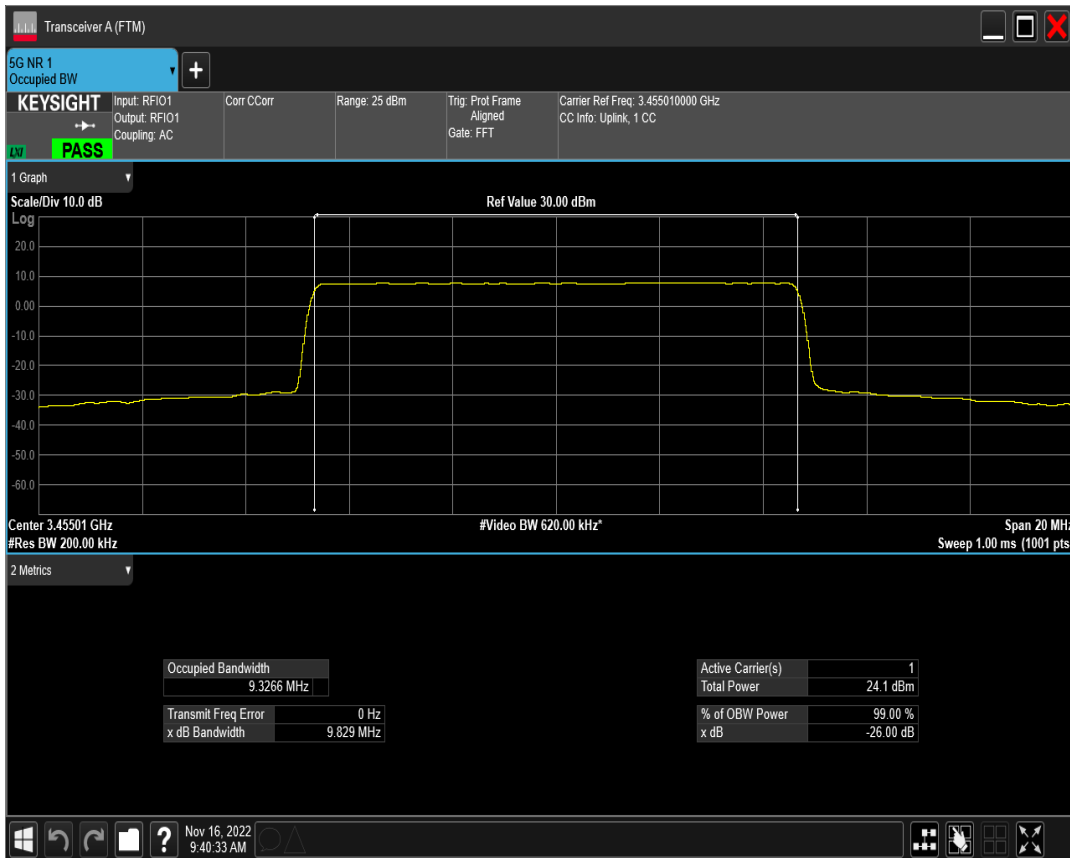 Transceiver A (FTM)
5G NR 1
Occupied BW
+
KEYSIGHT
LXI
PASS
Input: RFIO1
Output: RFIO1
Coupling: AC
Corr CCorr
Range: 25 dBm
Trig: Prot Frame
Aligned
Gate: FFT
Carrier Ref Freq: 3.455010000 GHz
CC Info: Uplink, 1 CC
1 Graph
Scale/Div 10.0 dB
Ref Value 30.00 dBm
Log
20.0
10.0
0.00
-10.0
-20.0
-30.0
-40.0
-50.0
-60.0
Center 3.45501 GHz
#Video BW 620.00 kHz*
Span 20 MHz
#Res BW 200.00 kHz
Sweep 1.00 ms (1001 pts
2 Metrics
Occupied Bandwidth
9.3266 MHz
Transmit Freq Error 0 Hz
x dB Bandwidth 9.829 MHz
Active Carrier(s) 1
Total Power 24.1 dBm
% of OBW Power 99.00 %
x dB -26.00 dB
?
Nov 16, 2022
9:40:33 AM